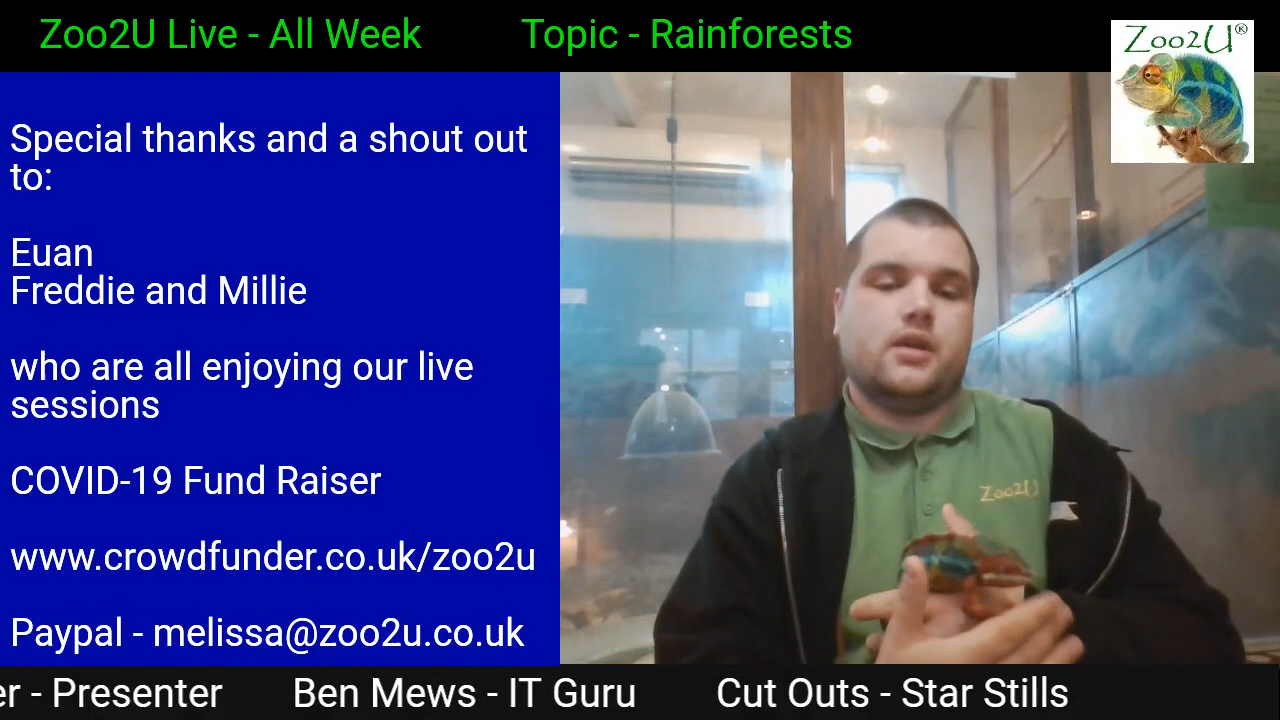 Zoo2U Live - All Week Topic - Rainforests
Zoo2U®
Special thanks and a shout out
to:
Euan
Freddie and Millie
who are all enjoying our live
sessions
COVID-19 Fund Raiser
www.crowdfunder.co.uk/zoo2u
Paypal - melissa@zoo2u.co.uk
Zoo2U
er - Presenter Ben Mews - IT Guru Cut Outs - Star Stills